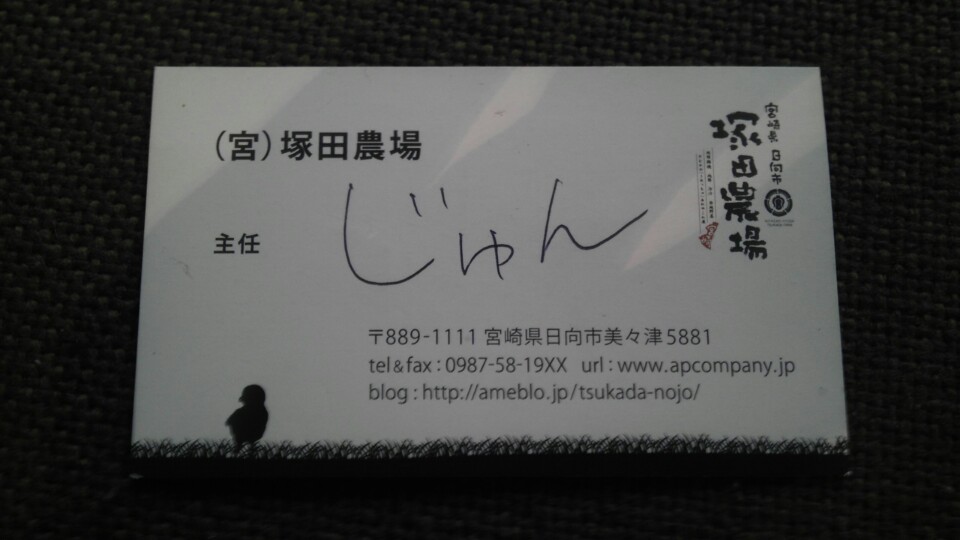 (宮)塚田農場
主任
じゅん
宮崎県 日向市
塚田農場
〒889-1111 宮崎県日向市美々津5881
tel&fax:0987-58-19XX url:www.apcompany.jp
blog:http://ameblo.jp/tsukada-nojo/